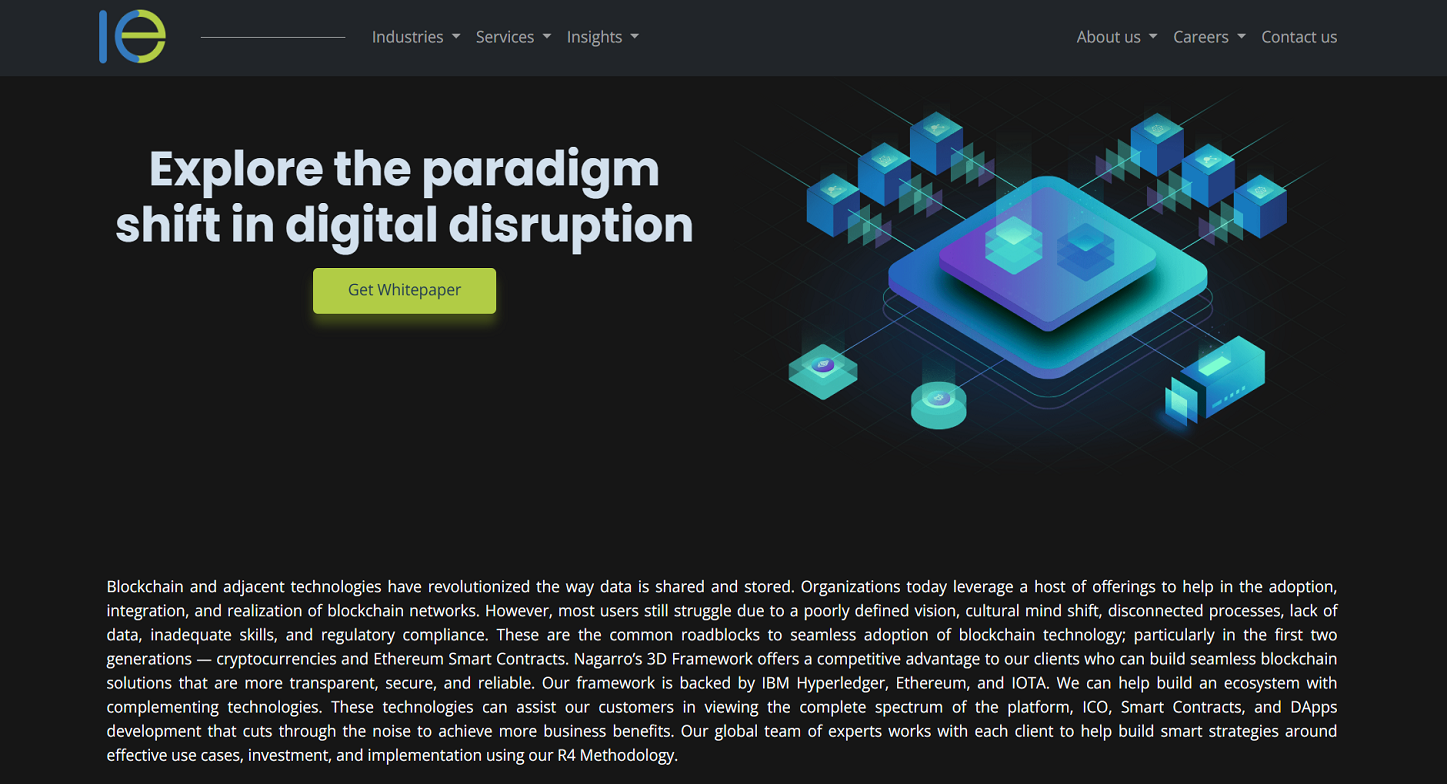 Ie
Industries Services Insights
About us Careers Contact us
Explore the paradigm
shift in digital disruption
Get Whitepaper
Blockchain and adjacent technologies have revolutionized the way data is shared and stored. Organizations today leverage a host of offerings to help in the adoption,
integration, and realization of blockchain networks. However, most users still struggle due to a poorly defined vision, cultural mind shift, disconnected processes, lack of
data, inadequate skills, and regulatory compliance. These are the common roadblocks to seamless adoption of blockchain technology; particularly in the first two
generations — cryptocurrencies and Ethereum Smart Contracts. Nagarro’s 3D Framework offers a competitive advantage to our clients who can build seamless blockchain
solutions that are more transparent, secure, and reliable. Our framework is backed by IBM Hyperledger, Ethereum, and IOTA. We can help build an ecosystem with
complementing technologies. These technologies can assist our customers in viewing the complete spectrum of the platform, ICO, Smart Contracts, and DApps
development that cuts through the noise to achieve more business benefits. Our global team of experts works with each client to help build smart strategies around
effective use cases, investment, and implementation using our R4 Methodology.